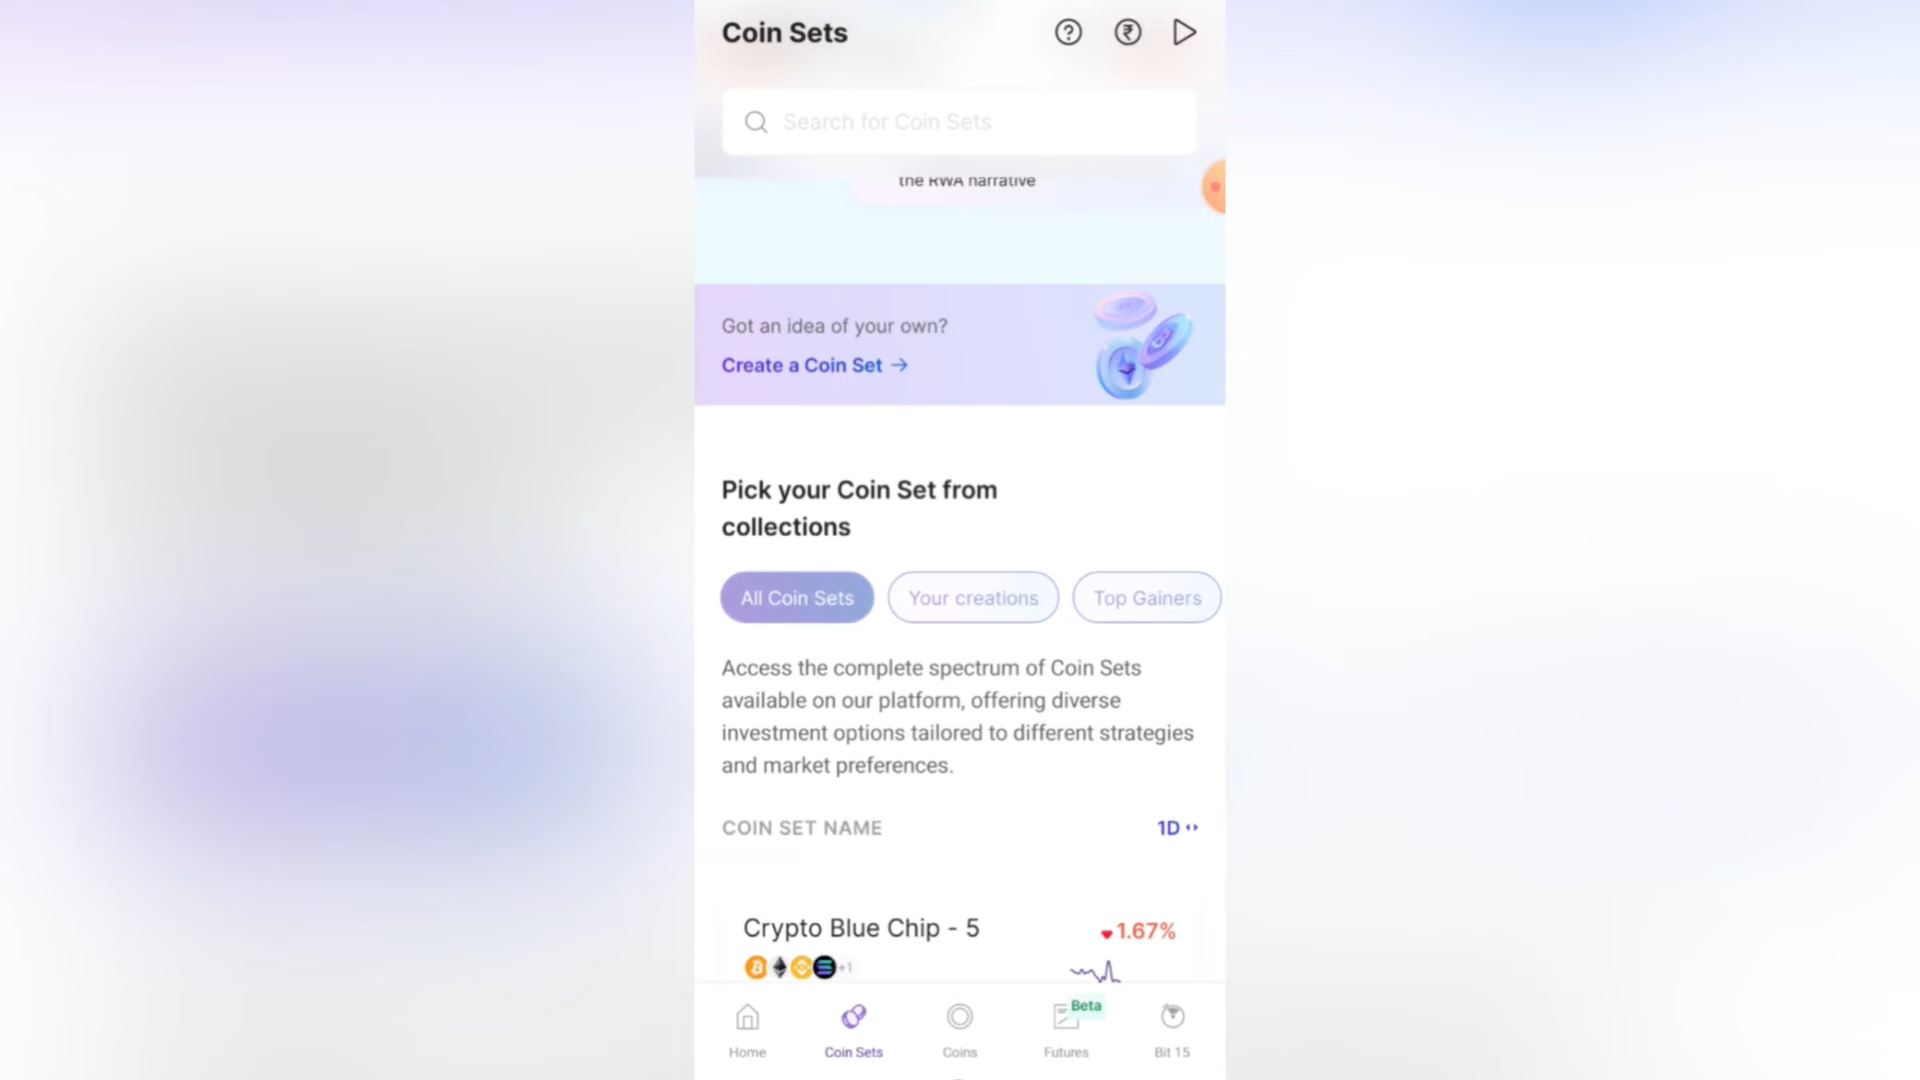 Coin Sets
Search for Coin Sets
the RWA narrative
Got an idea of your own?
Create a Coin Set →
Pick your Coin Set from
collections
All Coin Sets
Your creations
Top Gainers
Access the complete spectrum of Coin Sets
available on our platform, offering diverse
investment options tailored to different strategies
and market preferences.
COIN SET NAME
1D
Crypto Blue Chip - 5
1.67%
+1
Beta
Home
Coin Sets
Coins
Futures
Bit 15